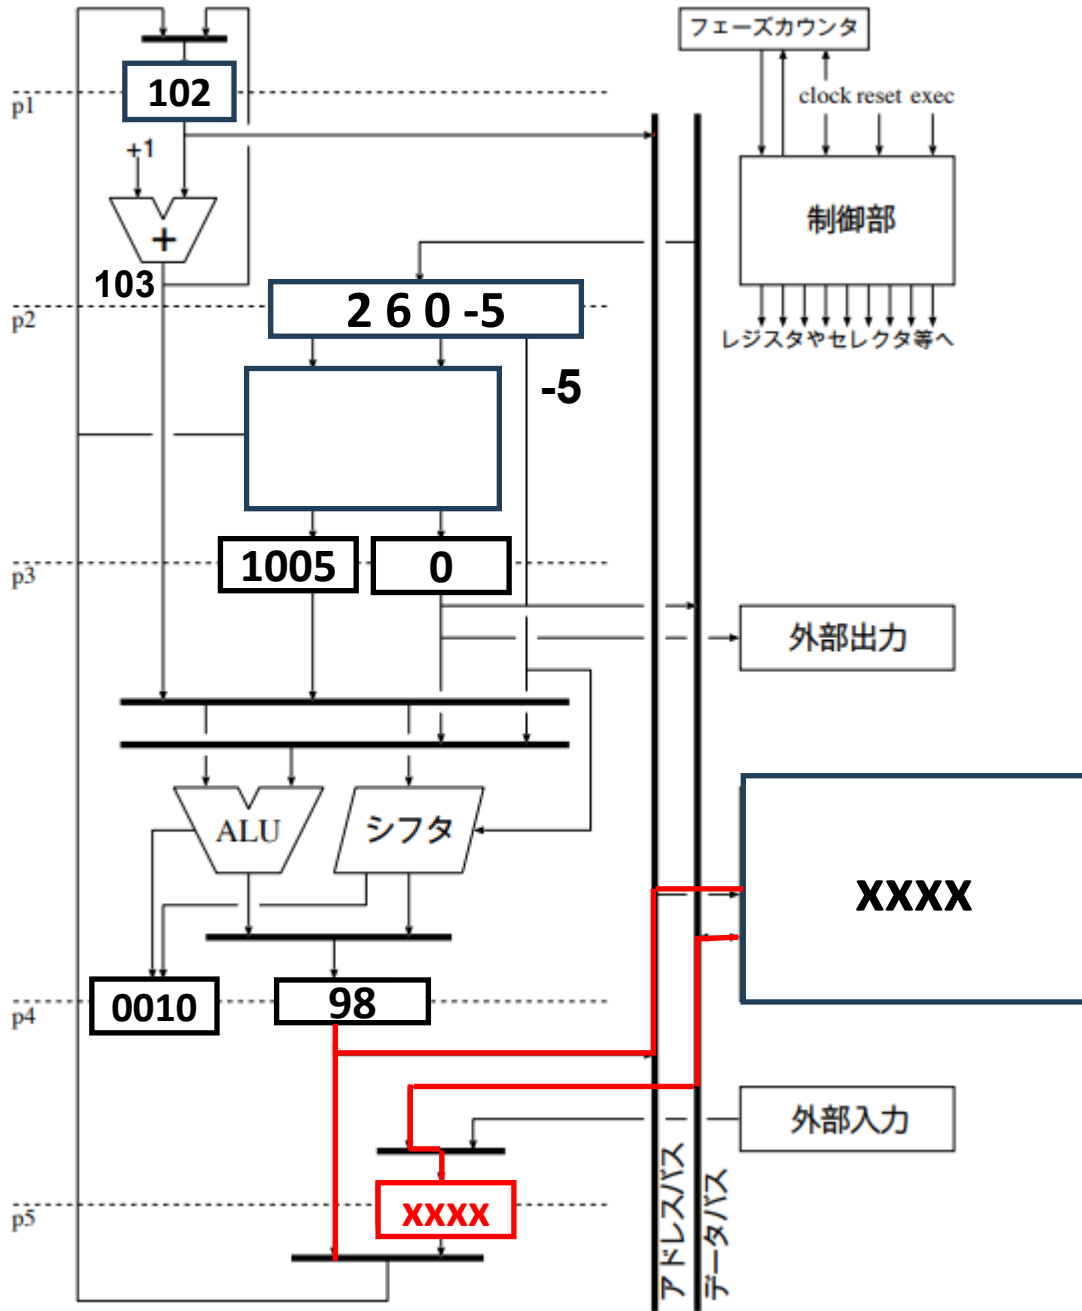 フェーズカウンタ
p1
102
clock reset exec
+1
制御部
+
103
p2
2 6 0 -5
レジスタやセレクタ等へ
-5
p3
1005
0
外部出力
ALU
シフタ
xxxx
p4
0010
98
外部入力
アドレスバス
データバス
p5
xxxx